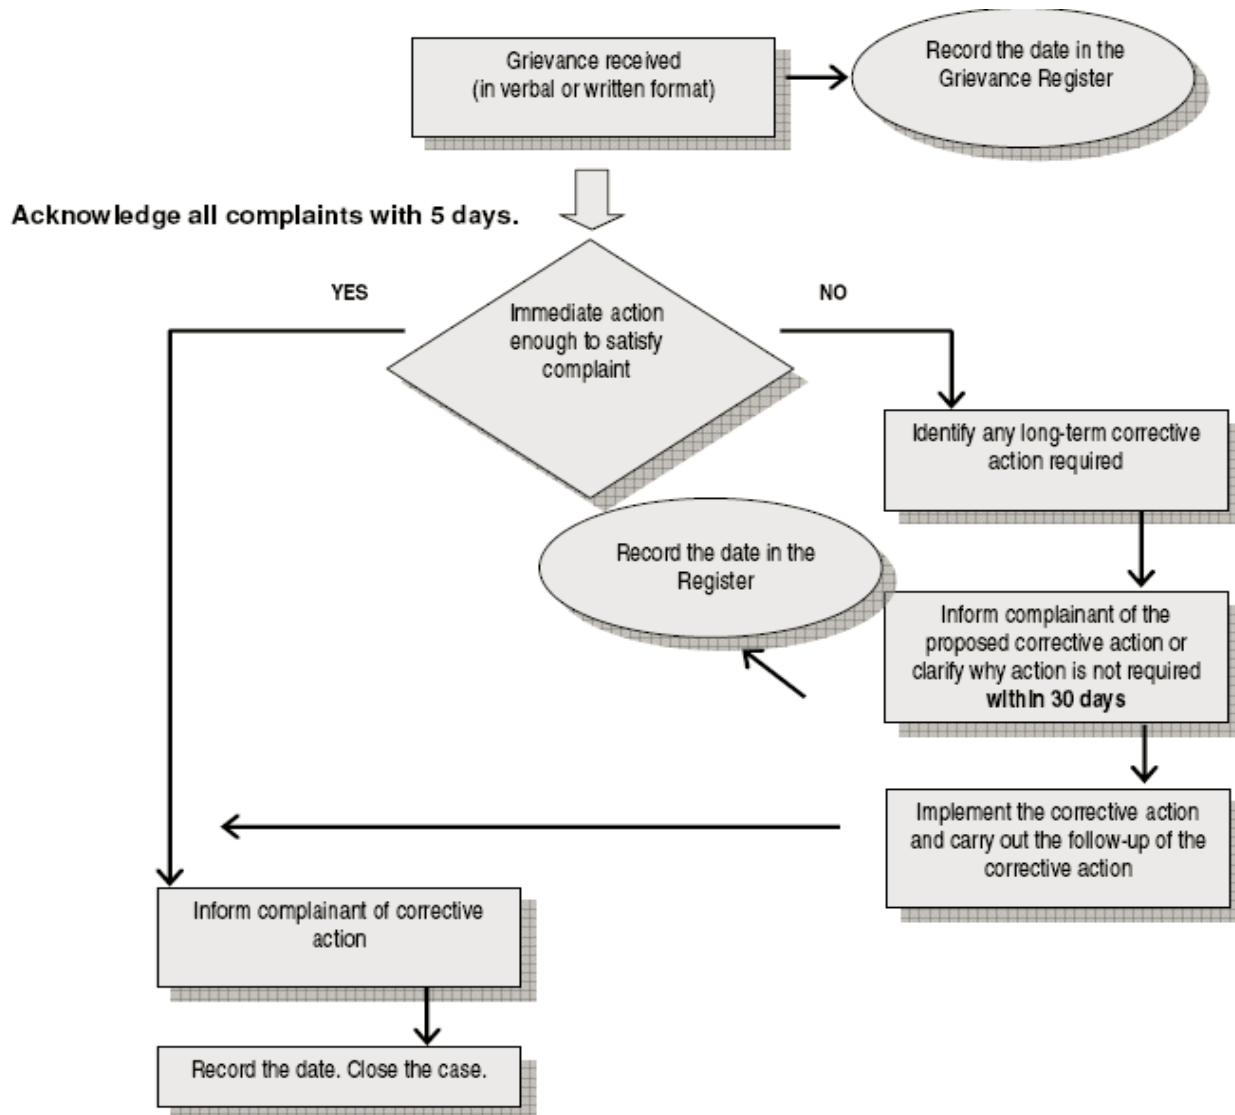 Grievance received
(in verbal or written format)
Record the date in the
Grievance Register
Acknowledge all complaints with 5 days.
YES
NO
Immediate action
enough to satisfy
complaint
Identify any long-term corrective
action required
Record the date in the
Register
Inform complainant of the
proposed corrective action or
clarify why action is not required
within 30 days
Implement the corrective action
and carry out the follow-up of the
corrective action
Inform complainant of corrective
action
Record the date. Close the case.